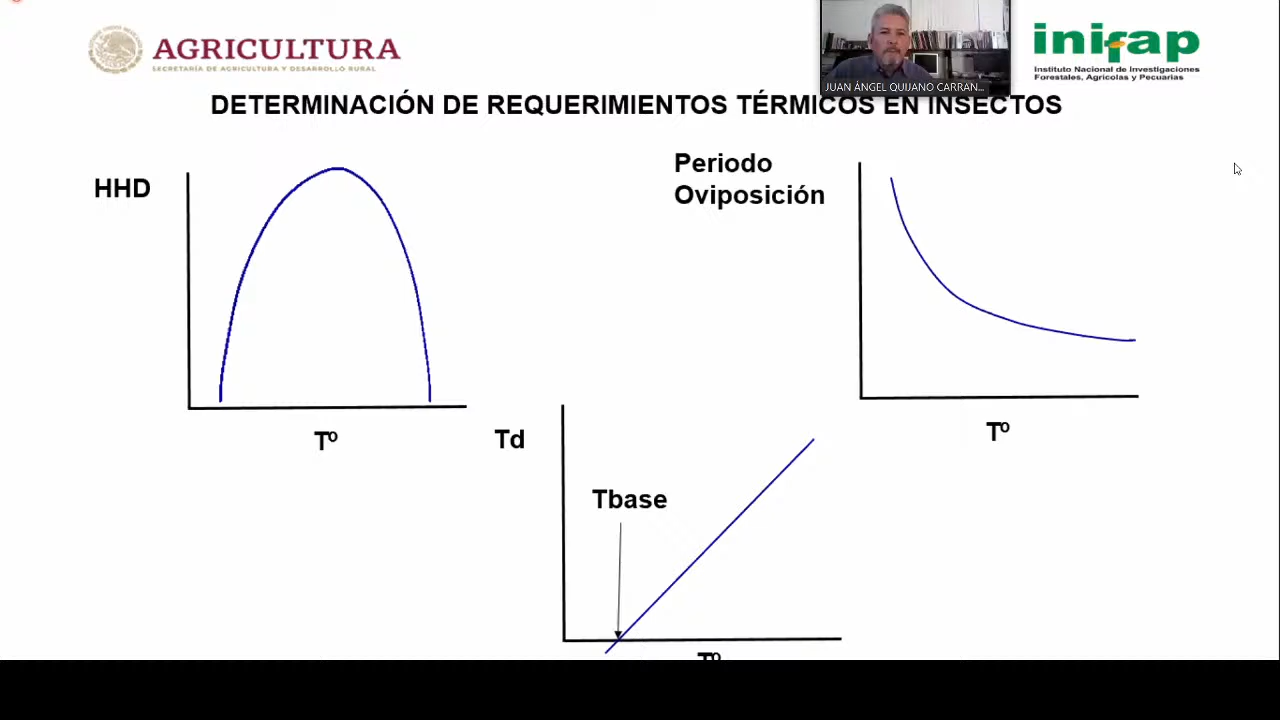 AGRICULTURA
SECRETARÍA DE AGRICULTURA Y DESARROLLO RURAL
inifap
Instituto Nacional de Investigaciones
Forestales, Agrícolas y Pecuarias
JUAN ÁNGEL QUIJANO CARRAN...
DETERMINACIÓN DE REQUERIMIENTOS TÉRMICOS EN INSECTOS
HHD
Tº
Periodo
Oviposición
Tº
Td
Tbase
Tº